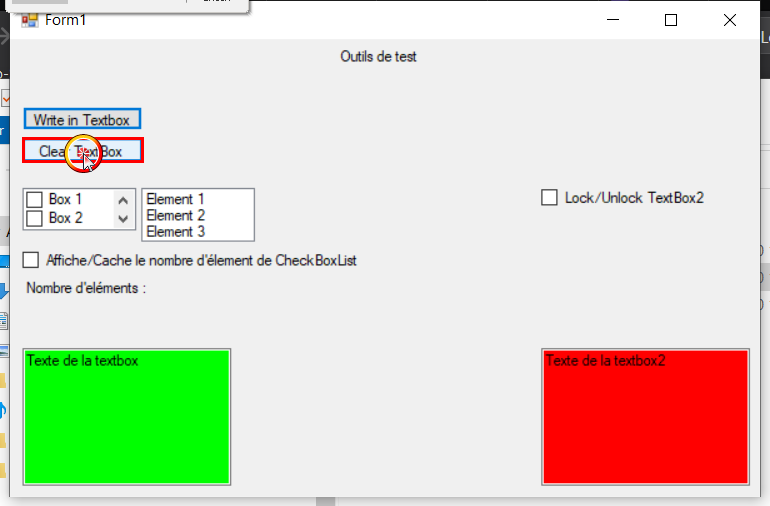 Form1
Outils de test
Write in Textbox
Clear TextBox
Box 1
Box 2
Element 1
Element 2
Element 3
Lock/Unlock TextBox2
Affiche/Cache le nombre d'élement de CheckBoxList
Nombre d'eléments :
Texte de la textbox
Texte de la textbox2